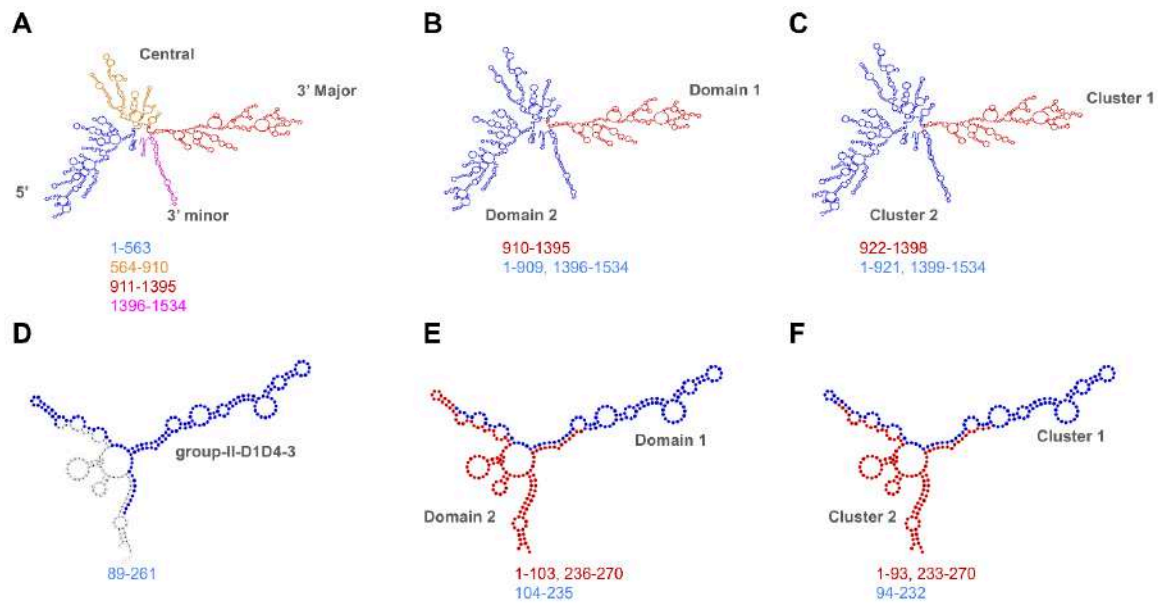 A
B
C
Central
3' Major
5'
3' minor
1-563
564-910
911-1395
1396-1534
Domain 1
Domain 2
910-1395
1-909, 1396-1534
Cluster 1
Cluster 2
922-1398
1-921, 1399-1534
D
E
F
group-II-D1D4-3
89-261
Domain 1
Domain 2
1-103, 236-270
104-235
Cluster 1
Cluster 2
1-93, 233-270
94-232